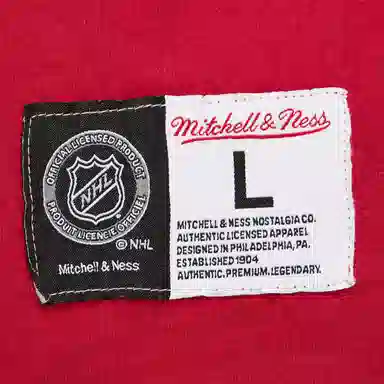 OFFICIAL LICENSED PRODUCT
NHL
PRODUIT LICENCIÉ OFFICIEL
© NHL
Mitchell & Ness
Mitchell & Ness
L
MITCHELL & NESS NOSTALGIA CO.
AUTHENTIC LICENSED APPAREL
DESIGNED IN PHILADELPHIA, PA.
ESTABLISHED 1904
AUTHENTIC. PREMIUM. LEGENDARY.